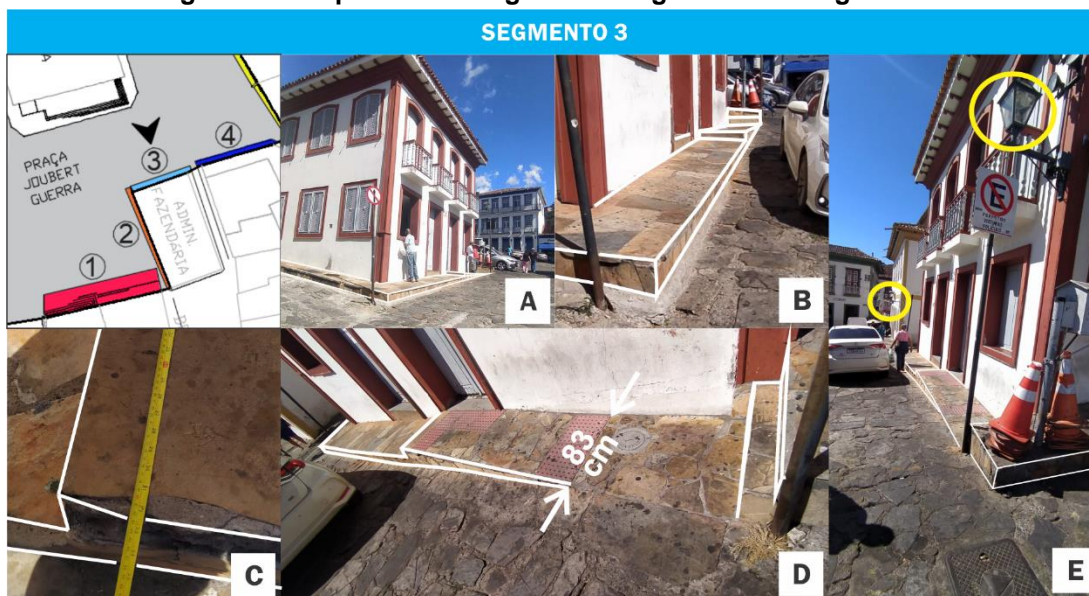 SEGMENTO 3
4
3
PRAÇA
JOUBERT
GUERRA
ADMIN.
FAZENDÁRIA
2
1
A
B
E
C
83
cm
D
E